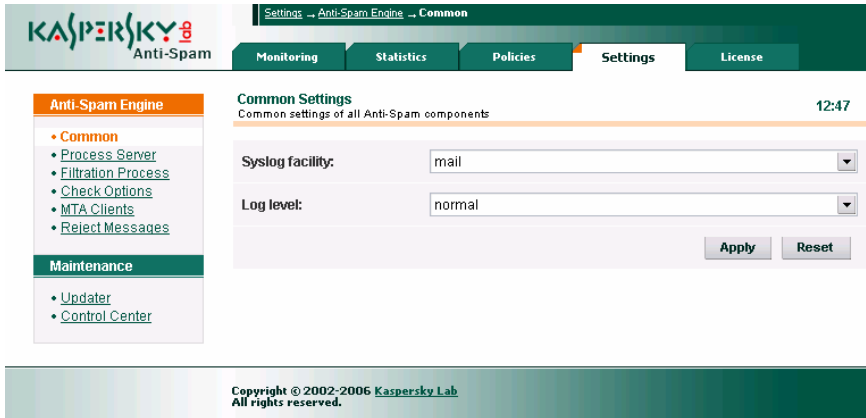 Settings → Anti-Spam Engine → Common
KASPERSKY lab
Anti-Spam
Monitoring
Statistics
Policies
Settings
License
Anti-Spam Engine
• Common
• Process Server
• Filtration Process
• Check Options
• MTA Clients
• Reject Messages
Maintenance
• Updater
• Control Center
Common Settings
Common settings of all Anti-Spam components
12:47
Syslog facility:
mail
Log level:
normal
Apply
Reset
Copyright © 2002-2006 Kaspersky Lab
All rights reserved.